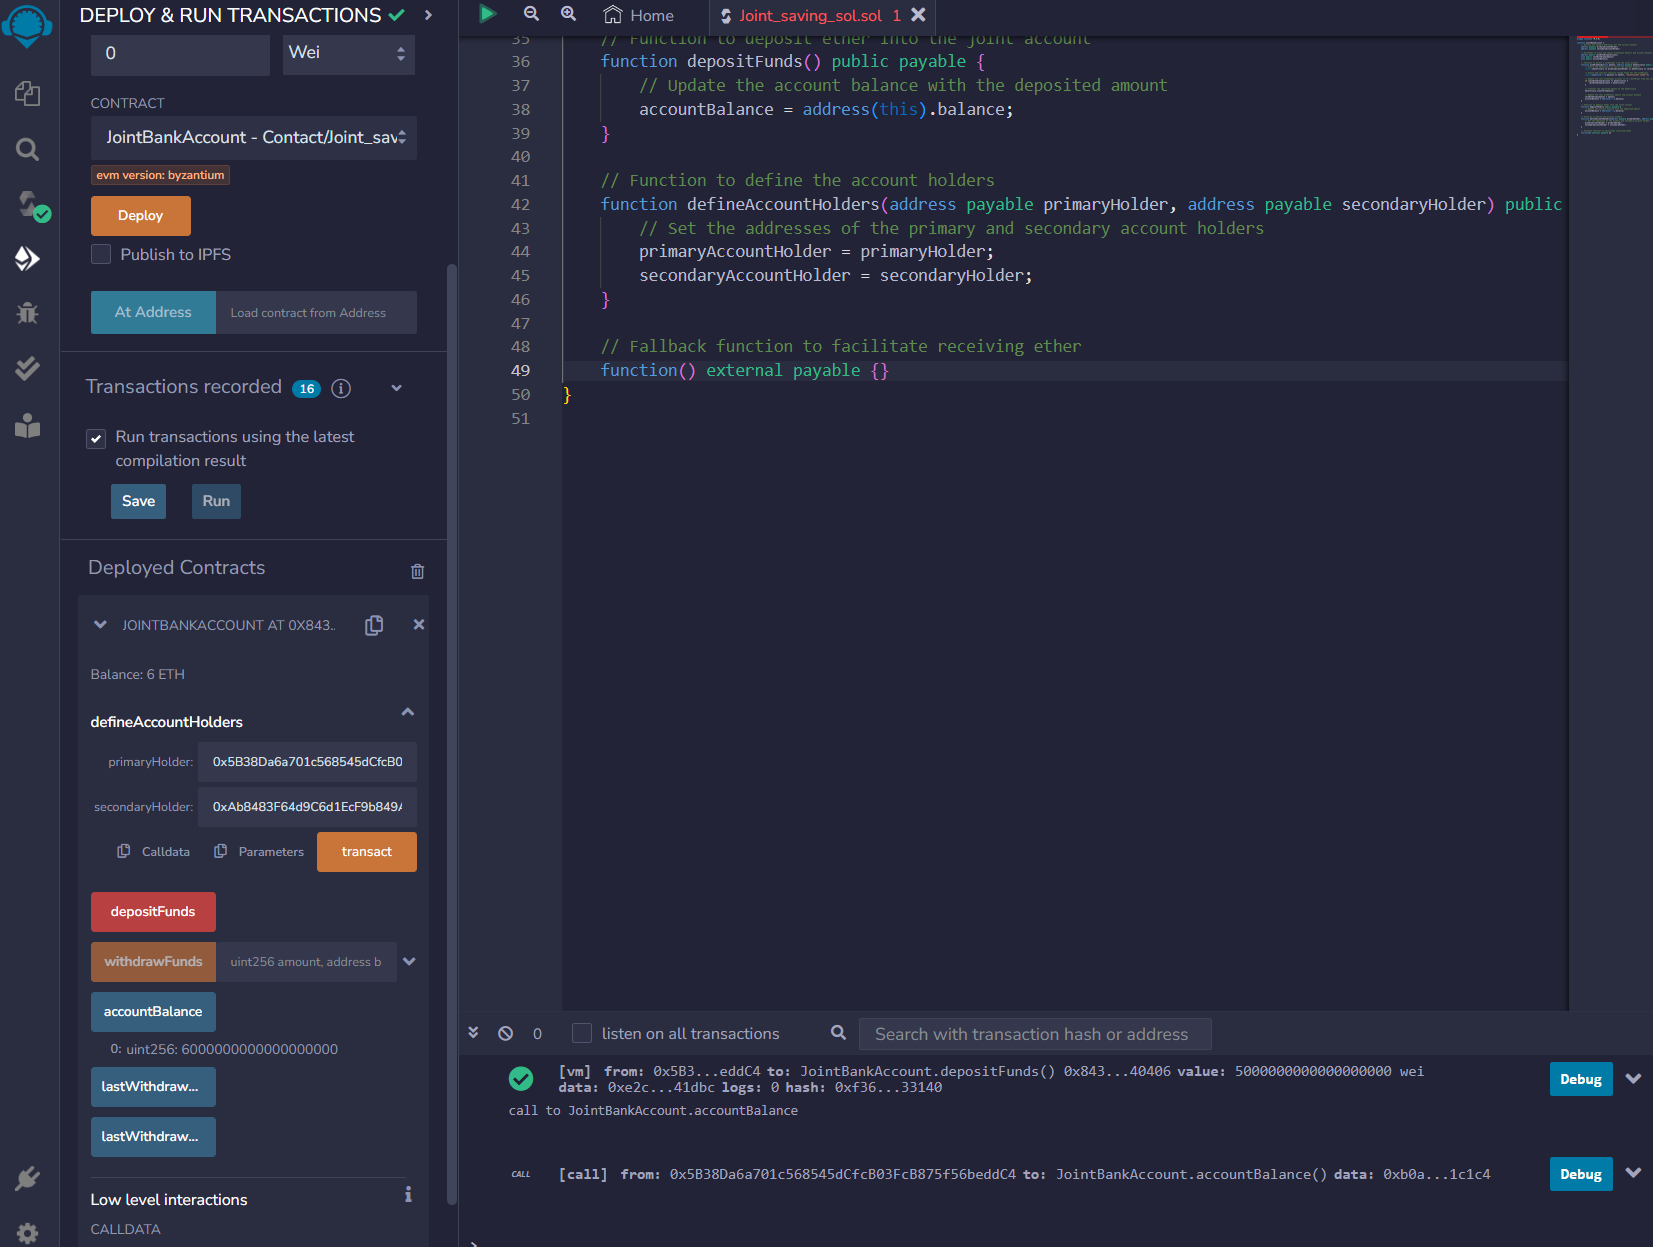 DEPLOY & RUN TRANSACTIONS
0
Wei
CONTRACT
JointBankAccount - Contact/Joint_sav
evm version: byzantium
Deploy
Publish to IPFS
At Address
Load contract from Address
Transactions recorded 16
Run transactions using the latest
compilation result
Save
Run
Deployed Contracts
JOINTBANKACCOUNT AT 0X843..
Balance: 6 ETH
defineAccountHolders
primaryHolder: 0x5B38Da6a701c568545dCfcB0
secondaryHolder: 0xAb8483F64d9C6d1EcF9b849A
Calldata
Parameters
transact
depositFunds
withdrawFunds
uint256 amount, address b
accountBalance
0: uint256: 6000000000000000000
lastWithdraw...
lastWithdraw...
Low level interactions
CALLDATA
Home
Joint_saving_sol.sol 1
35 // Function to deposit ether into the joint account
36 function depositFunds() public payable {
37 // Update the account balance with the deposited amount
38 accountBalance = address(this).balance;
39 }
40
41 // Function to define the account holders
42 function defineAccountHolders(address payable primaryHolder, address payable secondaryHolder) public
43 // Set the addresses of the primary and secondary account holders
44 primaryAccountHolder = primaryHolder;
45 secondaryAccountHolder = secondaryHolder;
46 }
47
48 // Fallback function to facilitate receiving ether
49 function() external payable {}
50 }
51
0
listen on all transactions
Search with transaction hash or address
[vm] from: 0x5B3...eddC4 to: JointBankAccount.depositFunds() 0x843...40406 value: 5000000000000000000 wei
data: 0xe2c...41dbc logs: 0 hash: 0xf36...33140
Debug
call to JointBankAccount.accountBalance
CALL [call] from: 0x5B38Da6a701c568545dCfcB03FcB875f56beddC4 to: JointBankAccount.accountBalance() data: 0xb0a...1c1c4
Debug
>